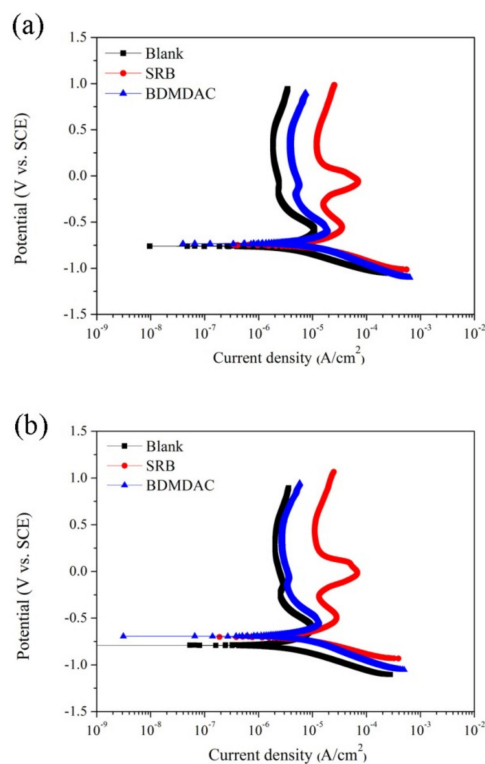 (a)
Blank
SRB
BDMDAC
Potential (V vs. SCE)
1.5
1.0
0.5
0.0
-0.5
-1.0
-1.5
10⁻⁹ 10⁻⁸ 10⁻⁷ 10⁻⁶ 10⁻⁵ 10⁻⁴ 10⁻³ 10⁻²
Current density (A/cm²)
(b)
Blank
SRB
BDMDAC
Potential (V vs. SCE)
1.5
1.0
0.5
0.0
-0.5
-1.0
-1.5
10⁻⁹ 10⁻⁸ 10⁻⁷ 10⁻⁶ 10⁻⁵ 10⁻⁴ 10⁻³ 10⁻²
Current density (A/cm²)